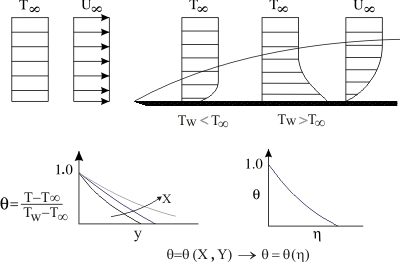 T∞ U∞ T∞ T∞ U∞
Tw < T∞ Tw > T∞
1.0 1.0
X
θ = T−T∞ / Tw−T∞
θ
y η
θ=θ(X,Y) → θ=θ(η)